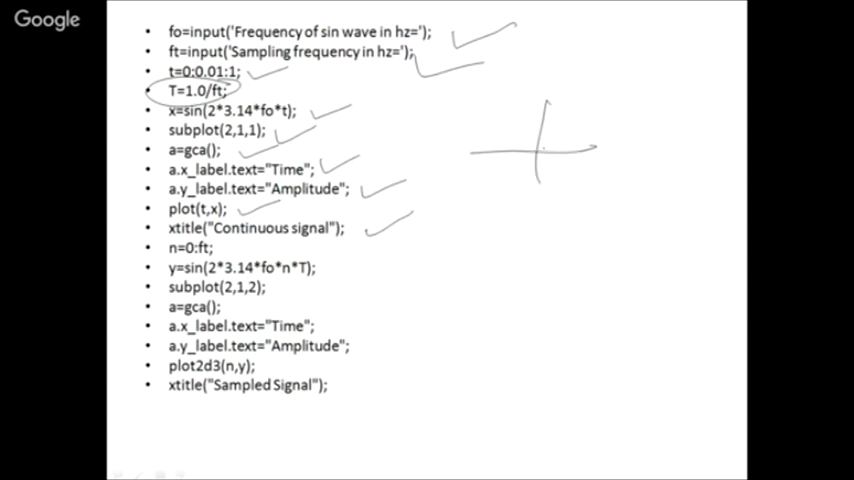 Google
• fo=input('Frequency of sin wave in hz=');
• ft=input('Sampling frequency in hz=');
• t=0:0.01:1;
• T=1.0/ft;
• x=sin(2*3.14*fo*t);
• subplot(2,1,1);
• a=gca();
• a.x_label.text="Time";
• a.y_label.text="Amplitude";
• plot(t,x);
• xtitle("Continuous signal");
• n=0:ft;
• y=sin(2*3.14*fo*n*T);
• subplot(2,1,2);
• a=gca();
• a.x_label.text="Time";
• a.y_label.text="Amplitude";
• plot2d3(n,y);
• xtitle("Sampled Signal");